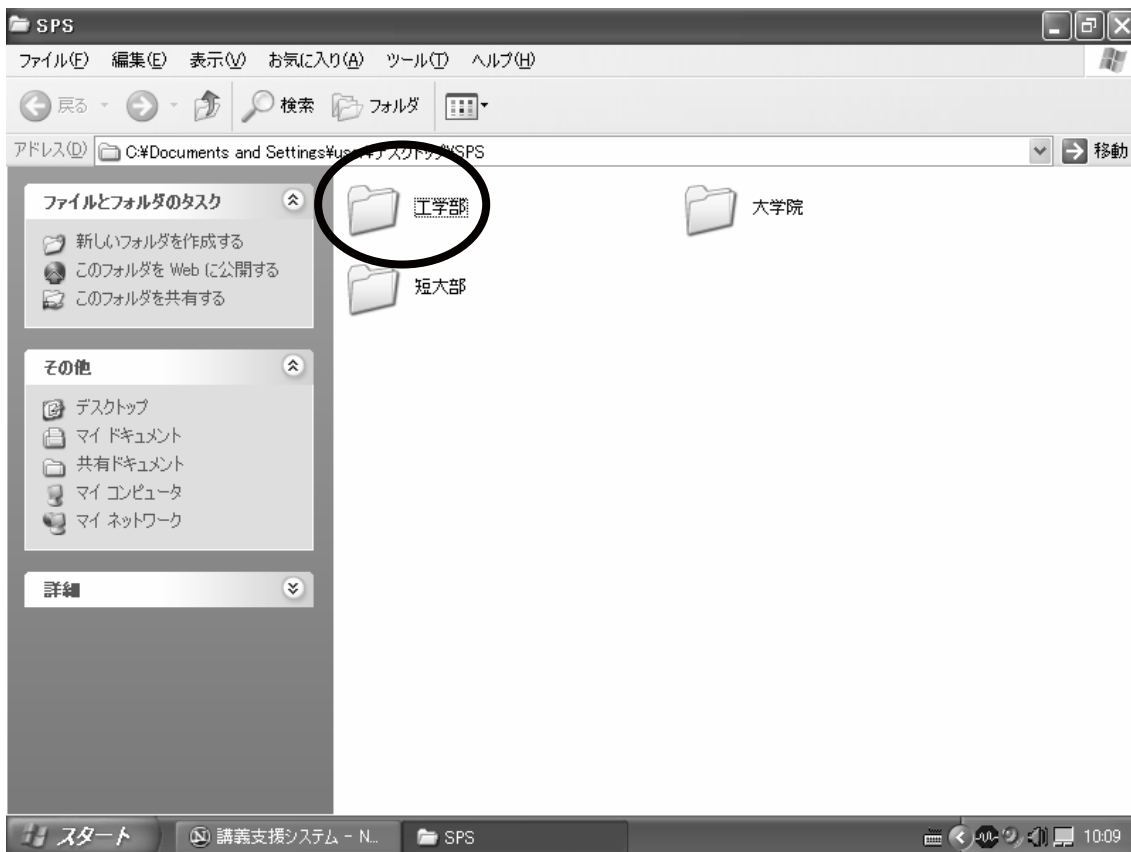 SPS
ファイル(F) 編集(E) 表示(V) お気に入り(A) ツール(T) ヘルプ(H)
戻る 検索 フォルダ
アドレス(D) C:¥Documents and Settings¥user¥デスクトップ¥SPS 移動
ファイルとフォルダのタスク
新しいフォルダを作成する
このフォルダを Web に公開する
このフォルダを共有する
その他
デスクトップ
マイ ドキュメント
共有ドキュメント
マイ コンピュータ
マイ ネットワーク
詳細
工学部
大学院
短大部
スタート 講義支援システム - N... SPS 10:09